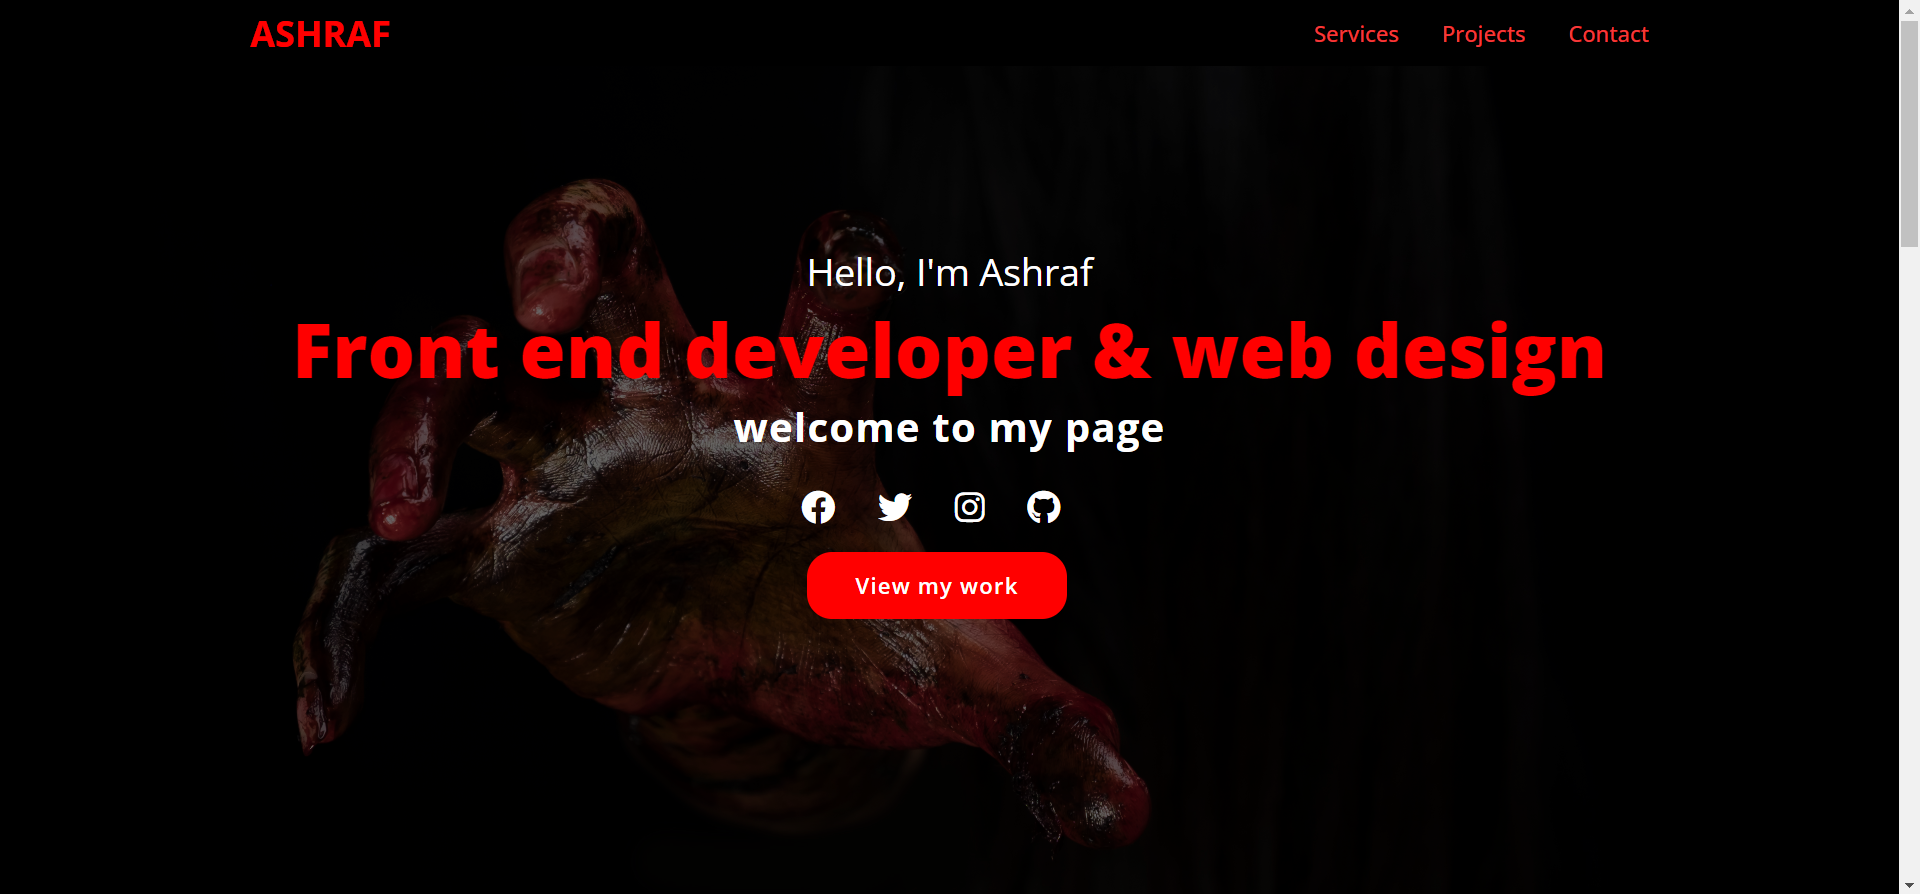 ASHRAF
Services Projects Contact
Hello, I'm Ashraf
Front end developer & web design
welcome to my page
View my work